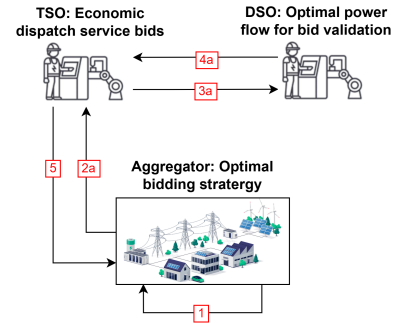 TSO: Economic
dispatch service bids
DSO: Optimal power
flow for bid validation
4a
3a
5
2a
Aggregator: Optimal
bidding stratergy
1